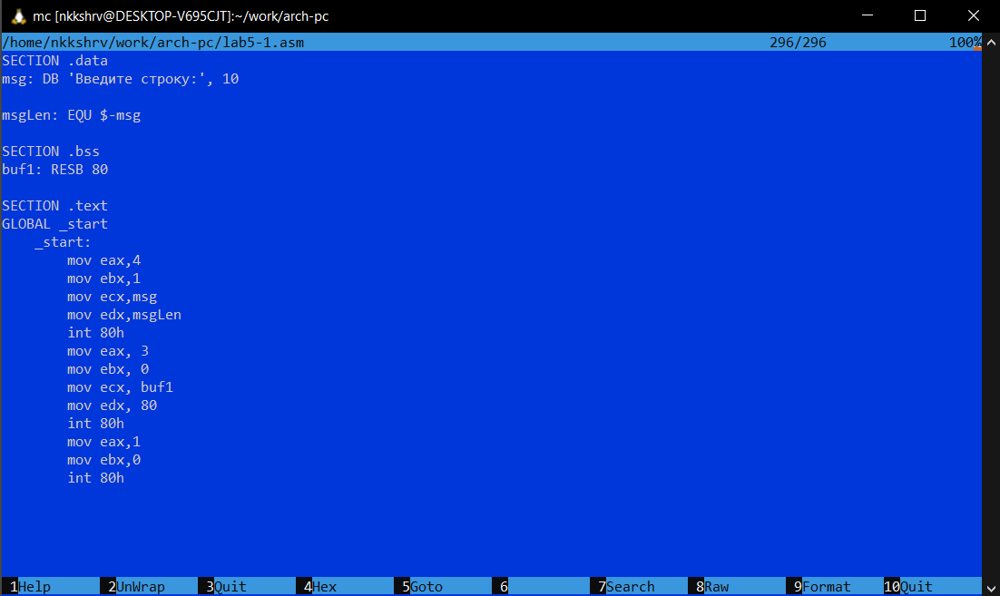 mc [nkkshrv@DESKTOP-V695CJT]:~/work/arch-pc
/home/nkkshrv/work/arch-pc/lab5-1.asm 296/296 100%
SECTION .data
msg: DB 'Введите строку:', 10
msgLen: EQU $-msg
SECTION .bss
buf1: RESB 80
SECTION .text
GLOBAL _start
_start:
mov eax,4
mov ebx,1
mov ecx,msg
mov edx,msgLen
int 80h
mov eax, 3
mov ebx, 0
mov ecx, buf1
mov edx, 80
int 80h
mov eax,1
mov ebx,0
int 80h
1Help 2UnWrap 3Quit 4Hex 5Goto 6 7Search 8Raw 9Format 10Quit